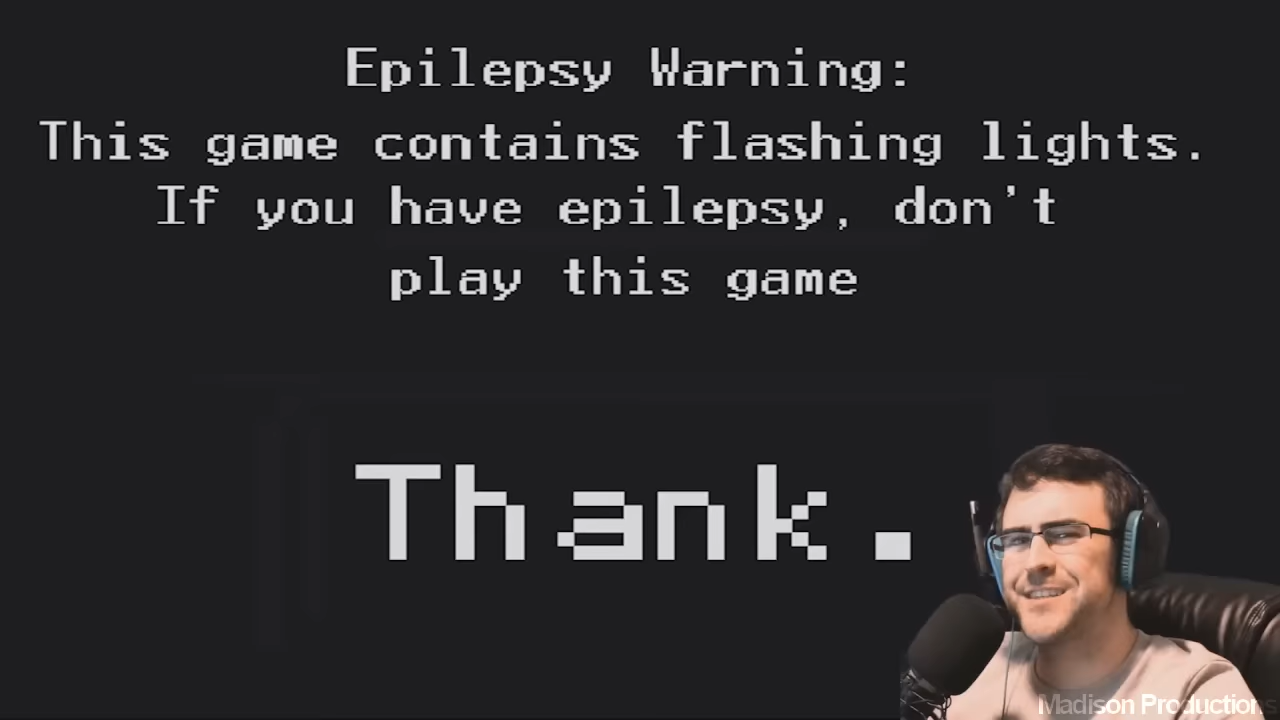 Epilepsy Warning:
This game contains flashing lights.
If you have epilepsy, don't
play this game
Thank.
Madison Productions